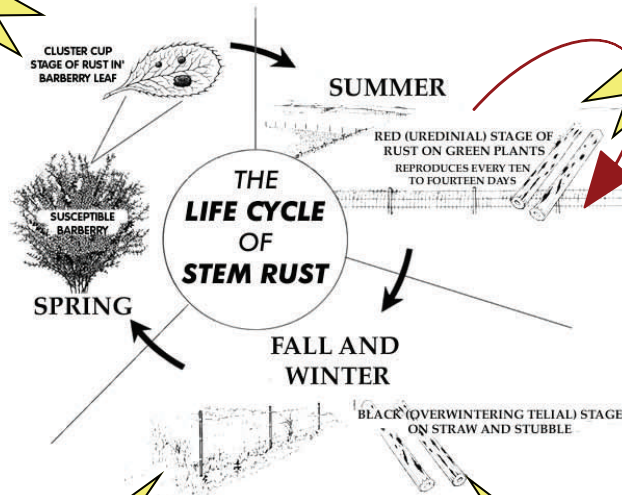 CLUSTER CUP
STAGE OF RUST IN'
BARBERRY LEAF
SUMMER
RED (UREDINIAL) STAGE OF
RUST ON GREEN PLANTS
REPRODUCES EVERY TEN
TO FOURTEEN DAYS
THE
LIFE CYCLE
OF
STEM RUST
SUSCEPTIBLE
BARBERRY
SPRING
FALL AND
WINTER
BLACK (OVERWINTERING TELIAL) STAGE
ON STRAW AND STUBBLE